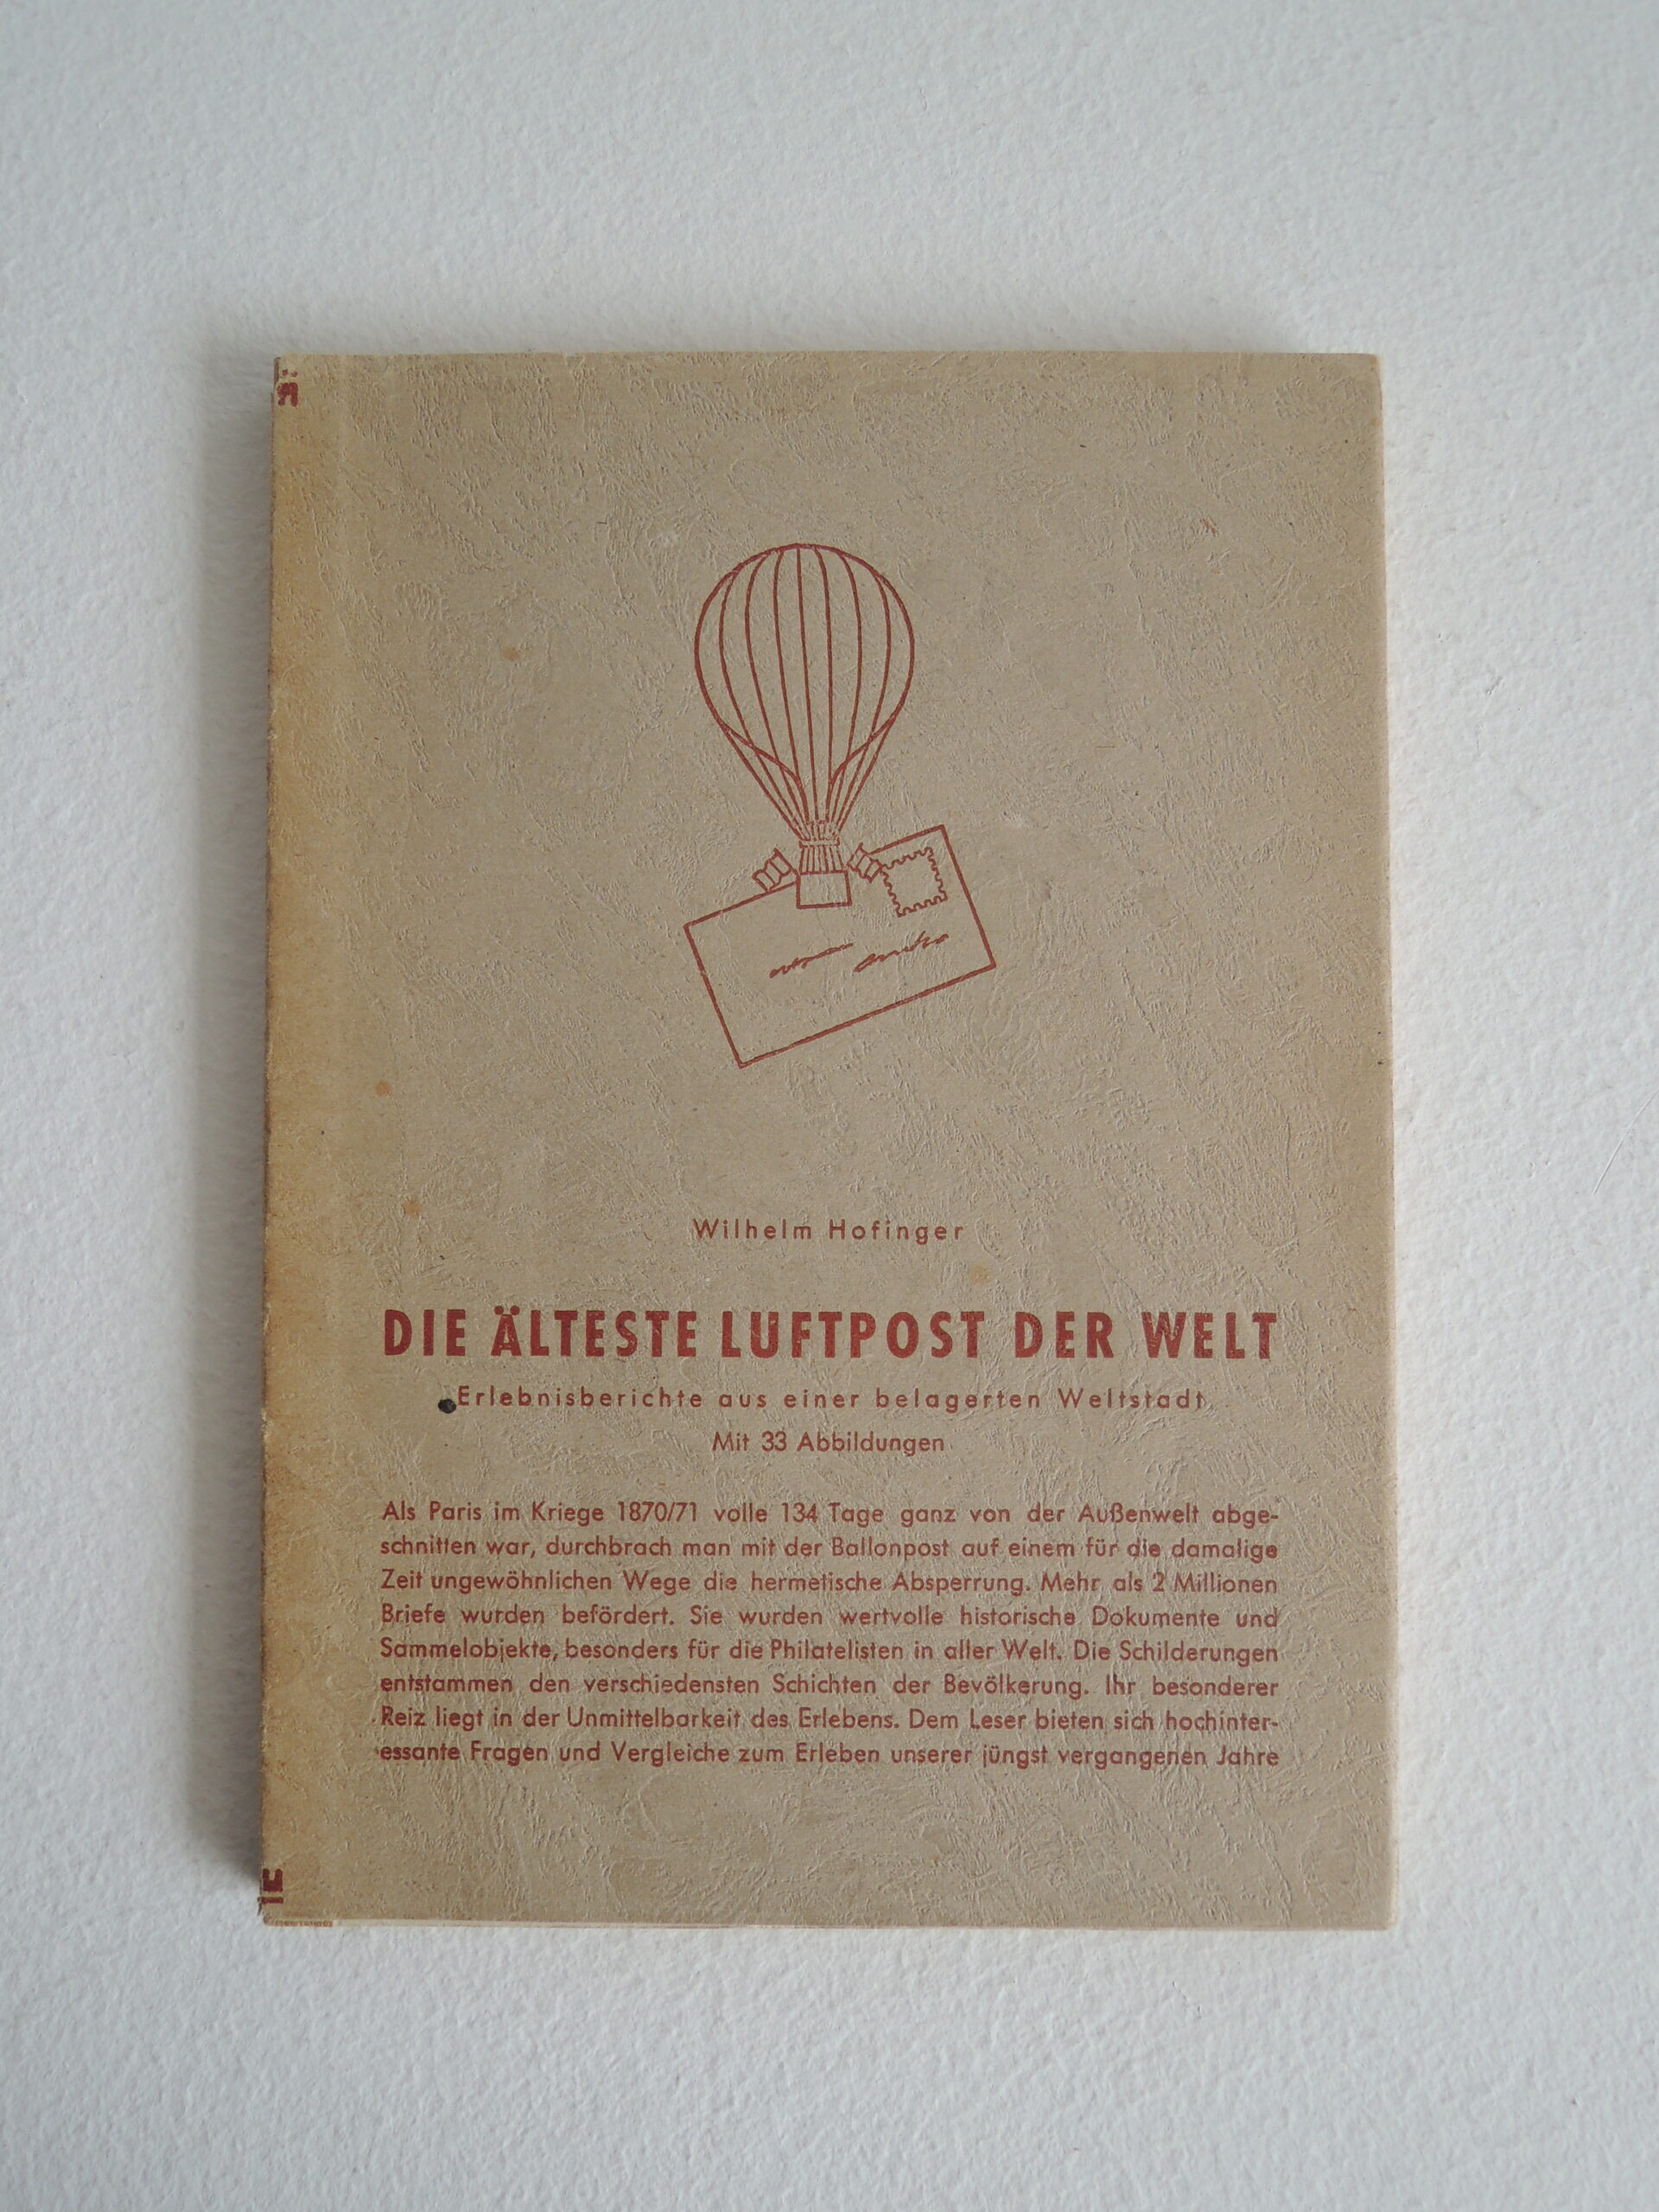 Wilhelm Hofinger
DIE ÄLTESTE LUFTPOST DER WELT
Erlebnisberichte aus einer belagerten Weltstadt
Mit 33 Abbildungen
Als Paris im Kriege 1870/71 volle 134 Tage ganz von der Außenwelt abge-
schnitten war, durchbrach man mit der Ballonpost auf einem für die damalige
Zeit ungewöhnlichen Wege die hermetische Absperrung. Mehr als 2 Millionen
Briefe wurden befördert. Sie wurden wertvolle historische Dokumente und
Sammelobjekte, besonders für die Philatelisten in aller Welt. Die Schilderungen
entstammen den verschiedensten Schichten der Bevölkerung. Ihr besonderer
Reiz liegt in der Unmittelbarkeit des Erlebens. Dem Leser bieten sich hochinter-
essante Fragen und Vergleiche zum Erleben unserer jüngst vergangenen Jahre